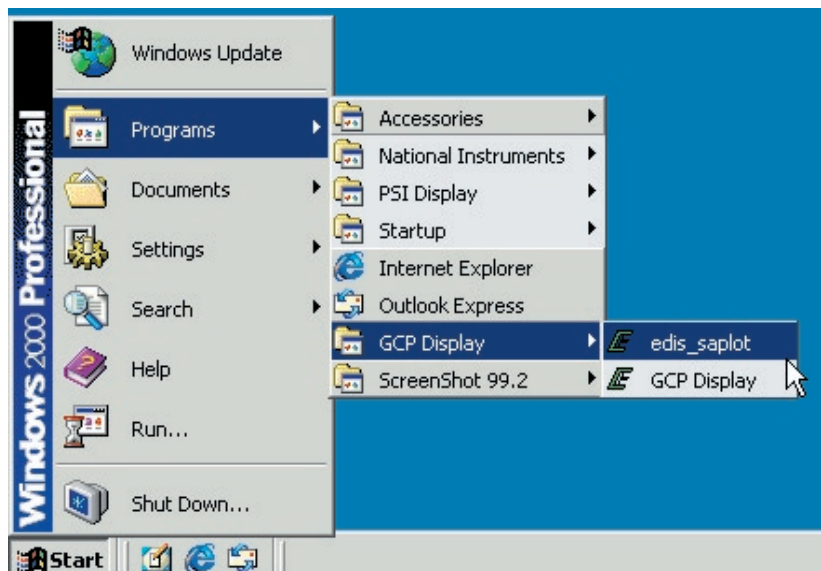 Windows 2000 Professional
Windows Update
Programs
Documents
Settings
Search
Help
Run...
Shut Down...
Accessories
National Instruments
PSI Display
Startup
Internet Explorer
Outlook Express
GCP Display
ScreenShot 99.2
edis_saplot
GCP Display
Start